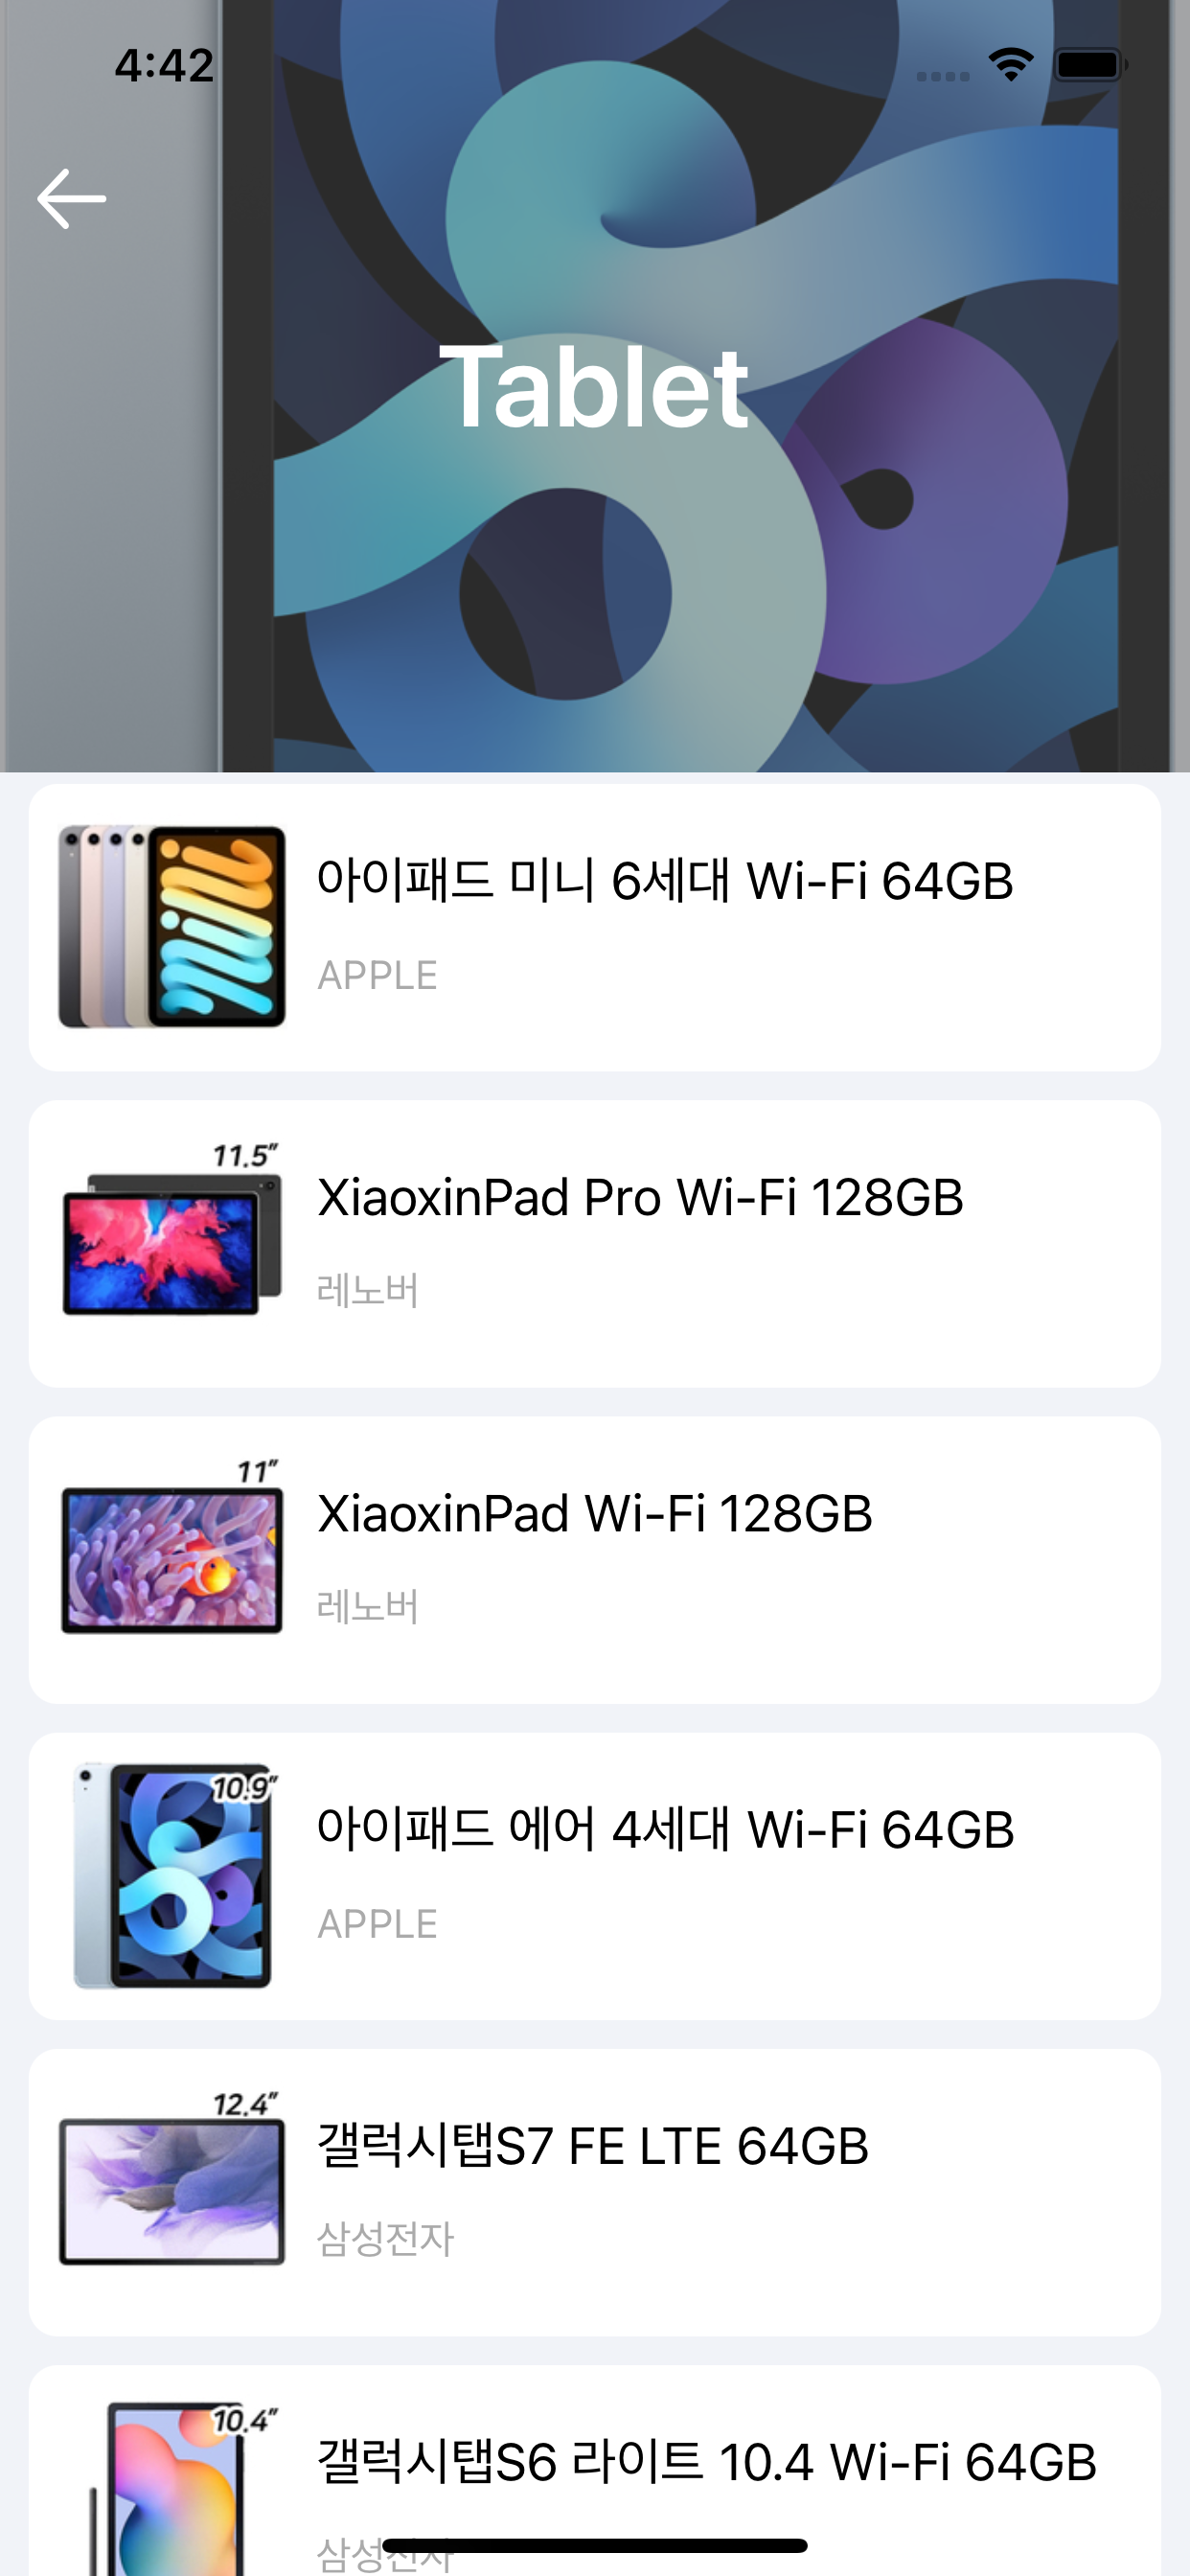 4:42
Tablet
아이패드 미니 6세대 Wi-Fi 64GB
APPLE
11.5"
XiaoxinPad Pro Wi-Fi 128GB
레노버
11"
XiaoxinPad Wi-Fi 128GB
레노버
10.9"
아이패드 에어 4세대 Wi-Fi 64GB
APPLE
12.4"
갤럭시탭S7 FE LTE 64GB
삼성전자
10.4"
갤럭시탭S6 라이트 10.4 Wi-Fi 64GB
삼성전자